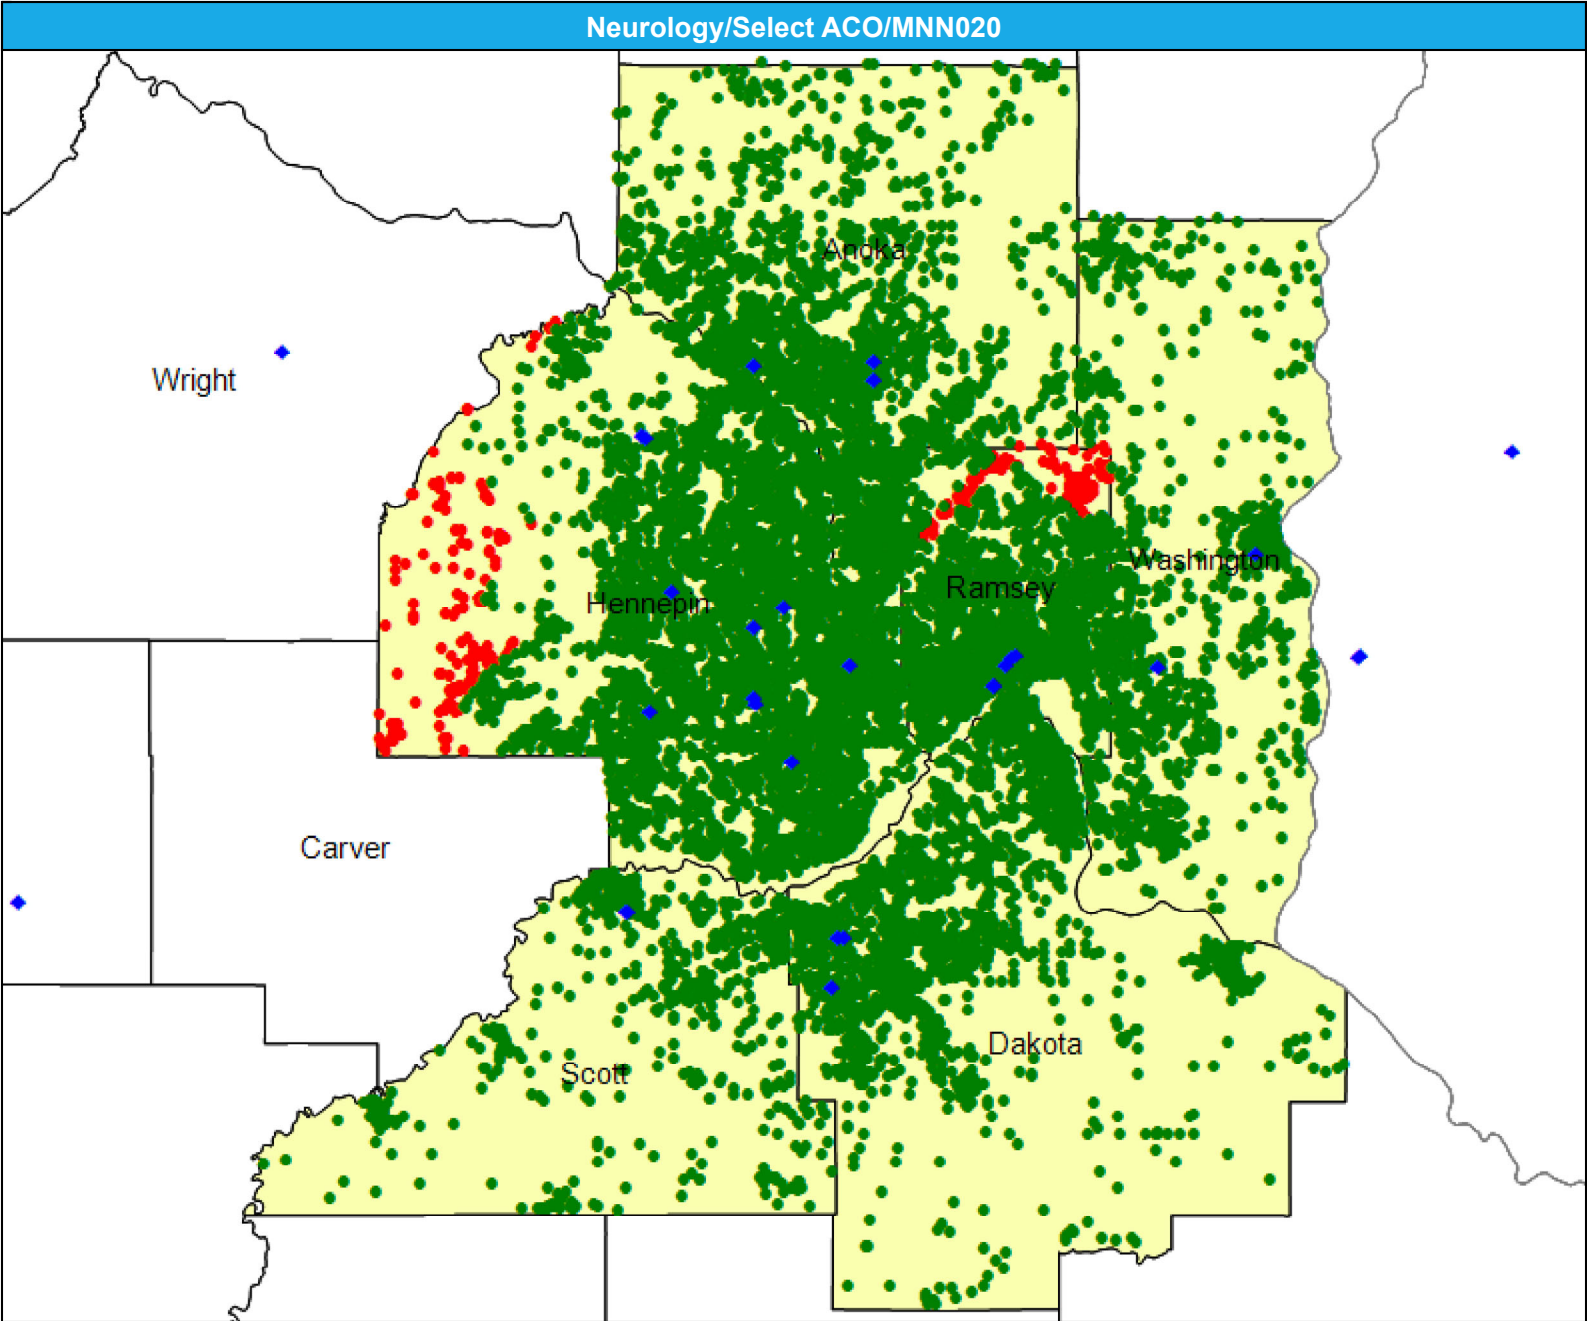 Neurology/Select ACO/MNN020
Anoka
Wright
Washington
Ramsey
Hennepin
Carver
Dakota
Scott